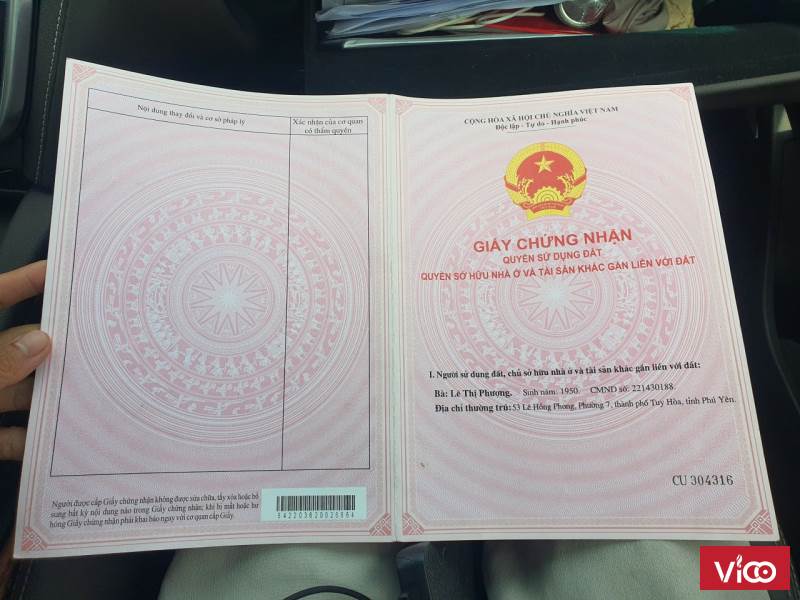 Nội dung thay đổi và cơ sở pháp lý
Xác nhận của cơ quan
có thẩm quyền
Người được cấp Giấy chứng nhận không được sửa chữa, tẩy xóa hoặc bổ
sung bất kỳ nội dung nào trong Giấy chứng nhận; khi bị mất hoặc hư
hỏng Giấy chứng nhận phải khai báo ngay với cơ quan cấp Giấy.
CỘNG HÒA XÃ HỘI CHỦ NGHĨA VIỆT NAM
Độc lập - Tự do - Hạnh phúc
GIẤY CHỨNG NHẬN
QUYỀN SỬ DỤNG ĐẤT
QUYỀN SỞ HỮU NHÀ Ở VÀ TÀI SẢN KHÁC GẮN LIỀN VỚI ĐẤT
I. Người sử dụng đất, chủ sở hữu nhà ở và tài sản khác gắn liền với đất:
Bà: Lê Thị Phượng. Sinh năm: 1950. CMND số: 221430188.
Địa chỉ thường trú: 53 Lê Hồng Phong, Phường 7, thành phố Tuy Hòa, tỉnh Phú Yên.
CU 304316
VICO